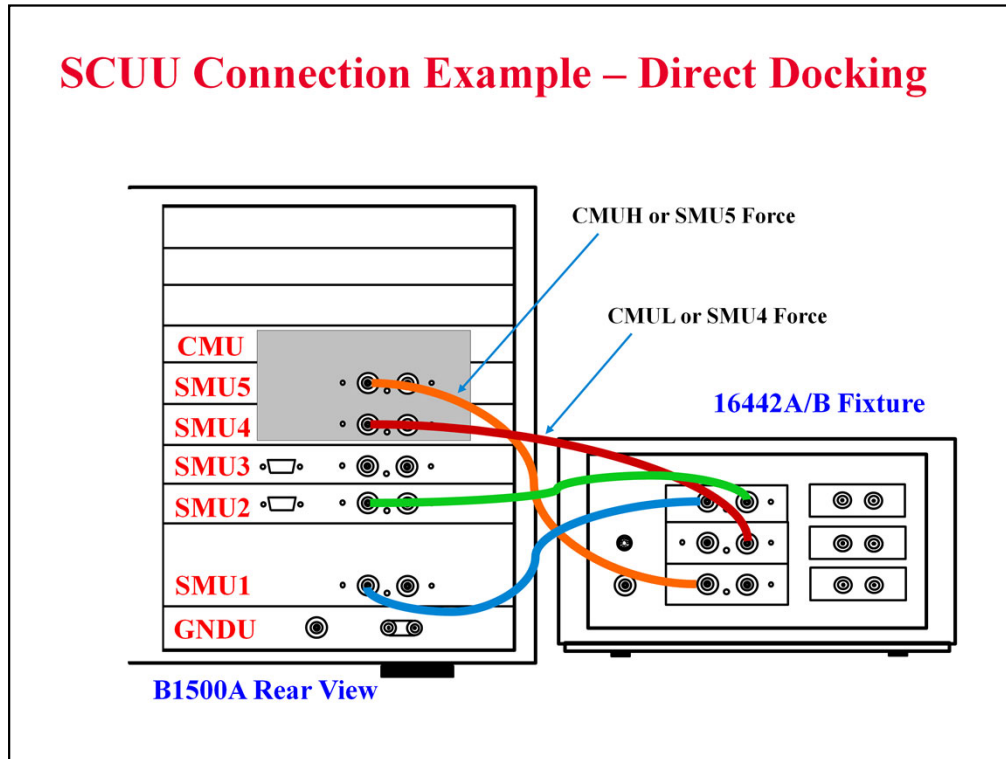 SCUU Connection Example – Direct Docking
CMUH or SMU5 Force
CMUL or SMU4 Force
CMU
SMU5
SMU4
SMU3
SMU2
SMU1
GNDU
16442A/B Fixture
B1500A Rear View